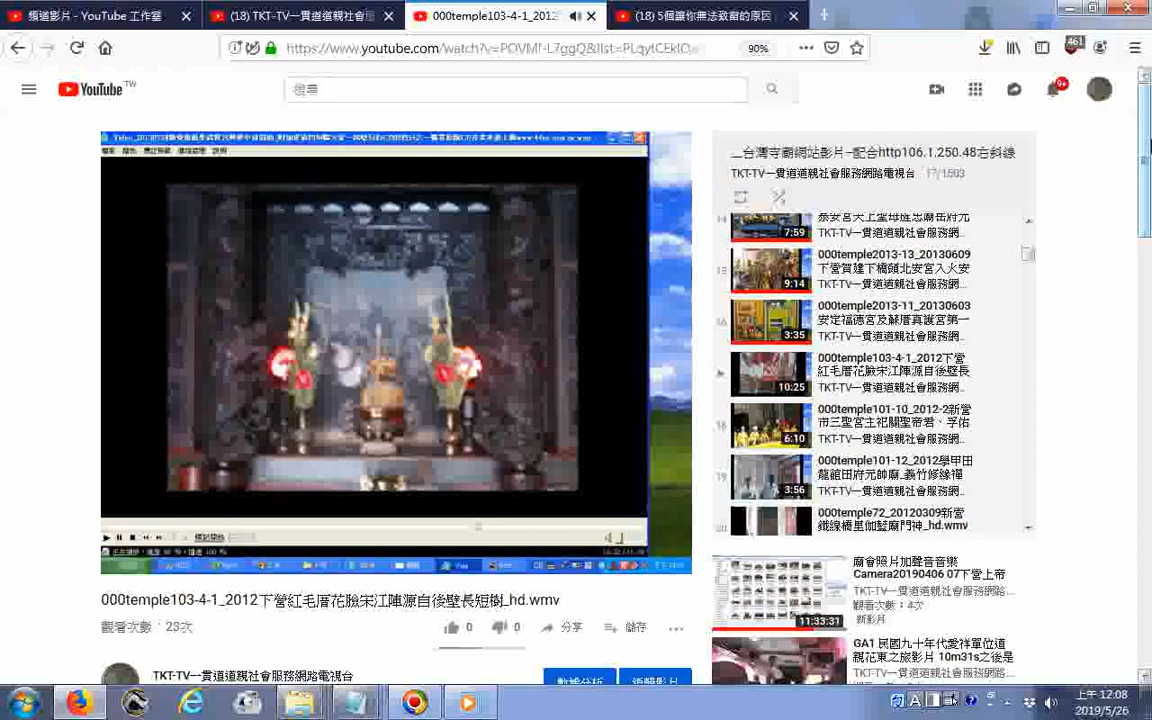 頻道影片 - YouTube 工作室
(18) TKT-TV一貫道道親社會
000temple103-4-1_2012
(18) 5個讓你無法致富的原因
90%
461
YouTube TW
搜尋
9+
台灣寺廟網站影片-配合http106.1.250.48右斜線
TKT-TV一貫道道親社會服務網路電視台
17/1503
7:59
TKT-TV一貫道道親社會服務網...
000temple2013-13_20130609
下營賀建下橋頭北安宮入火安
TKT-TV一貫道道親社會服務網...
9:14
000temple2013-11_20130603
安定福德宮及蘇厝真護宮第一
TKT-TV一貫道道親社會服務網...
3:35
000temple103-4-1_2012下營
紅毛厝花臉宋江陣源自後壁長
TKT-TV一貫道道親社會服務網...
10:25
18
000temple101-10_2012-2新營
市三聖宮主祀關聖帝君、孚佑
TKT-TV一貫道道親社會服務網...
6:10
19
000temple101-12_2012學甲田
TKT-TV一貫道道親社會服務網...
3:56
000temple72_20120309新營
鐵線橋里伽藍廟門神_hd.wmv
000temple103-4-1_2012下營紅毛厝花臉宋江陣源自後壁長短樹_hd.wmv
觀看次數：23次
0
0
分享
儲存
TKT-TV一貫道道親社會服務網路電視台
數據分析
編輯影片
廟會照片加聲音音樂
Camera20190406 07下營上帝
TKT-TV一貫道道親社會服務網路...
觀看次數：4次
新影片
11:33:31
GA1 民國九十年代愛祥單位道
親花東之旅影片 10m31s之後是
TKT-TV一貫道道親社會服務網路...
上午 12:08
2019/5/26